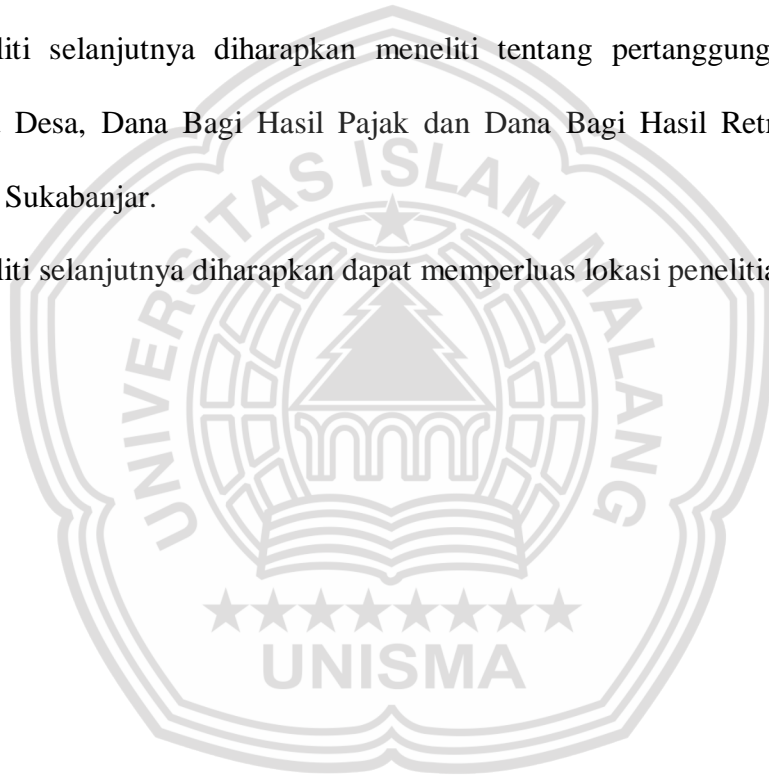 liti selanjutnya diharapkan meneliti tentang pertanggung
Desa, Dana Bagi Hasil Pajak dan Dana Bagi Hasil Retr
Sukabanjar.
liti selanjutnya diharapkan dapat memperluas lokasi penelitia
UNIVERSITAS ISLAM MALANG
UNISMA